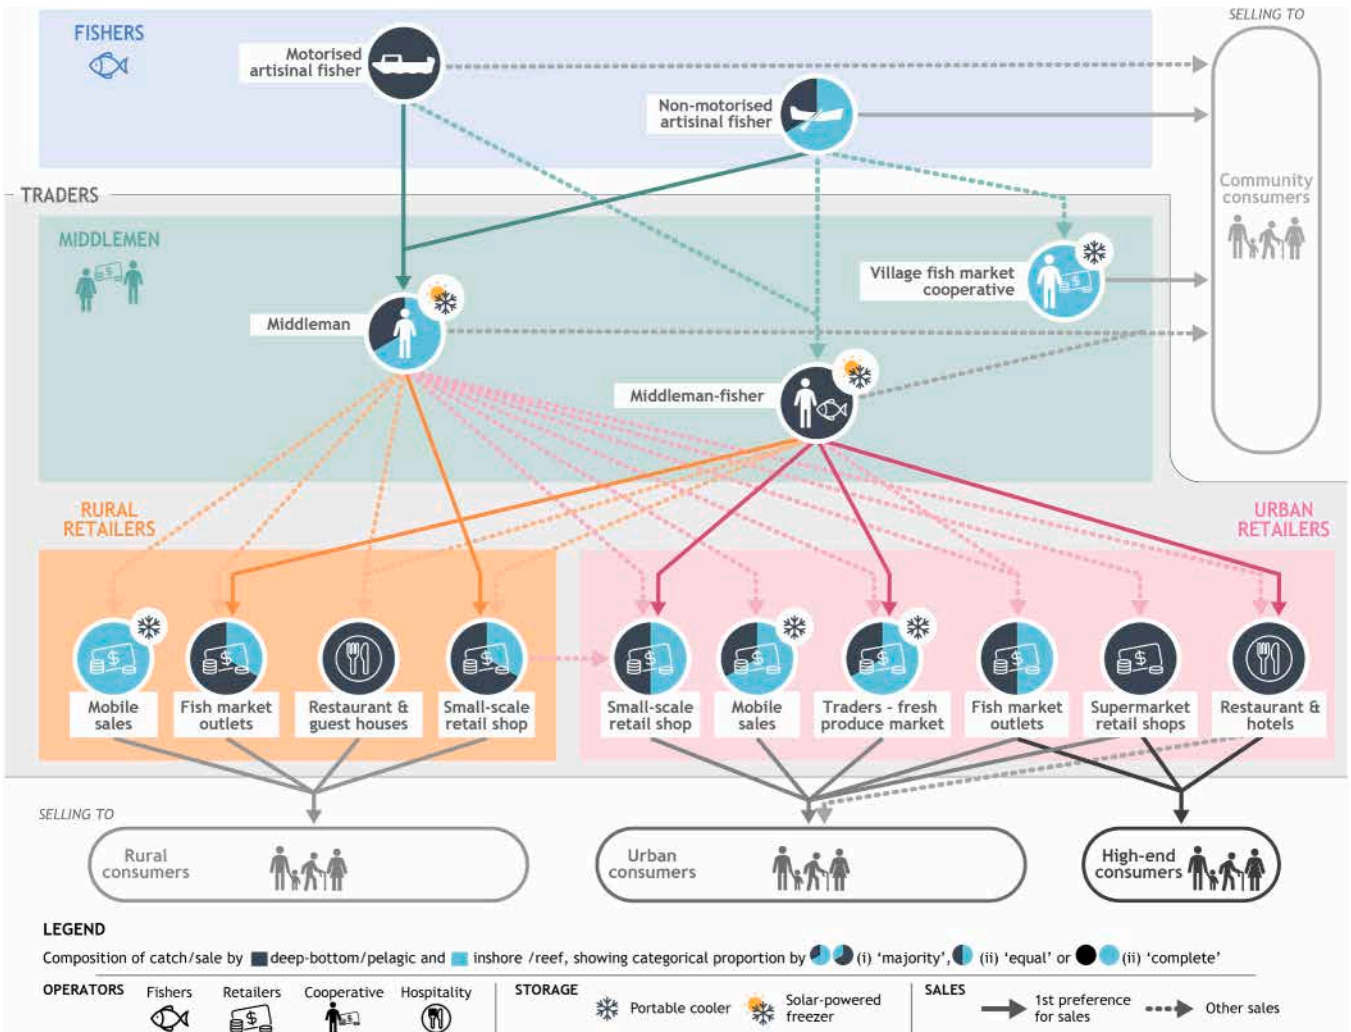 SELLING TO
FISHERS
Motorised
artisinal fisher
Non-motorised
artisinal fisher
Community
consumers
TRADERS
MIDDLEMEN
Village fish market
cooperative
Middleman
Middleman-fisher
RURAL
RETAILERS
URBAN
RETAILERS
Mobile
sales
Fish market
outlets
Restaurant &
guest houses
Small-scale
retail shop
Small-scale
retail shop
Mobile
sales
Traders - fresh
produce market
Fish market
outlets
Supermarket
retail shops
Restaurant &
hotels
SELLING TO
Rural
consumers
Urban
consumers
High-end
consumers
LEGEND
Composition of catch/sale by deep-bottom/pelagic and inshore /reef, showing categorical proportion by (i) 'majority', (ii) 'equal' or (ii) 'complete'
OPERATORS
Fishers
Retailers
Cooperative
Hospitality
STORAGE
Portable cooler
Solar-powered
freezer
SALES
1st preference
for sales
Other sales